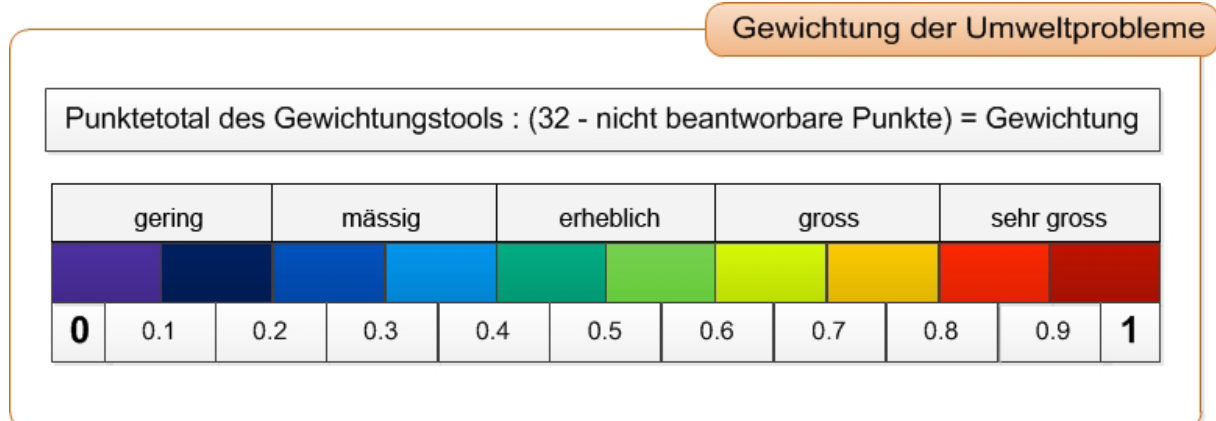 Gewichtung der Umweltprobleme
Punktetotal des Gewichtungstools : (32 - nicht beantworbare Punkte) = Gewichtung
gering mässig erheblich gross sehr gross
0 0.1 0.2 0.3 0.4 0.5 0.6 0.7 0.8 0.9 1